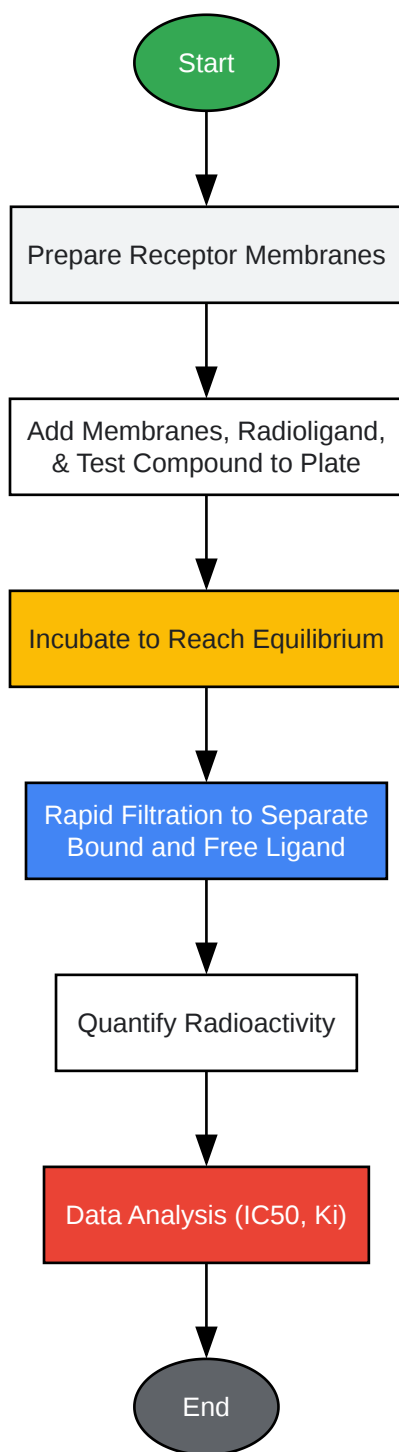 Start
Prepare Receptor Membranes
Add Membranes, Radioligand,
& Test Compound to Plate
Incubate to Reach Equilibrium
Rapid Filtration to Separate
Bound and Free Ligand
Quantify Radioactivity
Data Analysis (IC50, Ki)
End